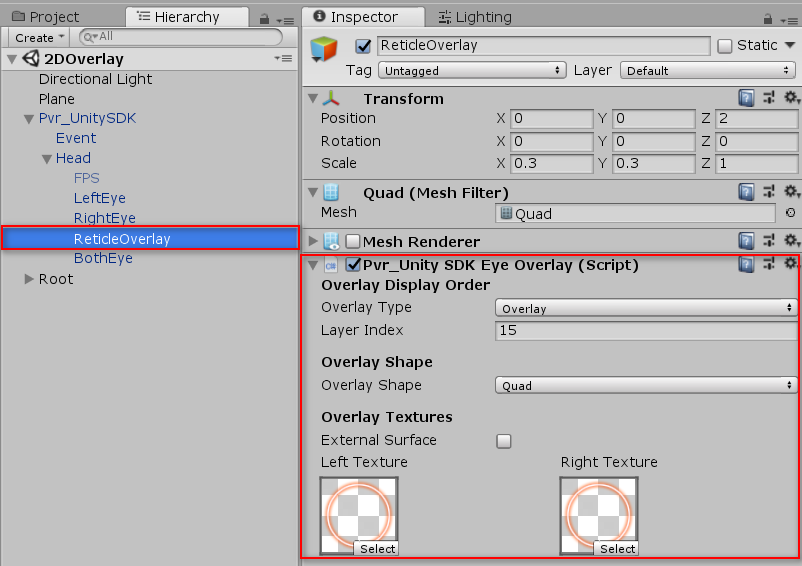 Project Hierarchy
Create All
2DOverlay
Directional Light
Plane
Pvr_UnitySDK
Event
Head
FPS
LeftEye
RightEye
ReticleOverlay
BothEye
Root
Inspector Lighting
ReticleOverlay Static
Tag Untagged Layer Default
Transform
Position X 0 Y 0 Z 2
Rotation X 0 Y 0 Z 0
Scale X 0.3 Y 0.3 Z 1
Quad (Mesh Filter)
Mesh Quad
Mesh Renderer
Pvr_Unity SDK Eye Overlay (Script)
Overlay Display Order
Overlay Type Overlay
Layer Index 15
Overlay Shape
Overlay Shape Quad
Overlay Textures
External Surface
Left Texture Right Texture
Select Select